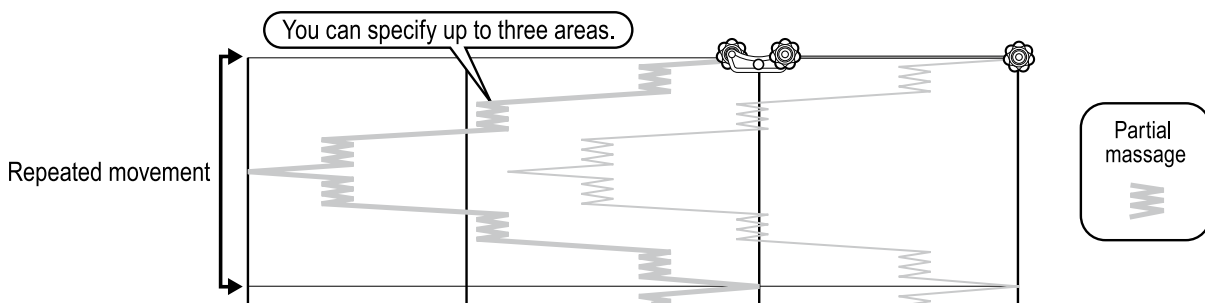 You can specify up to three areas.
Repeated movement
Partial
massage